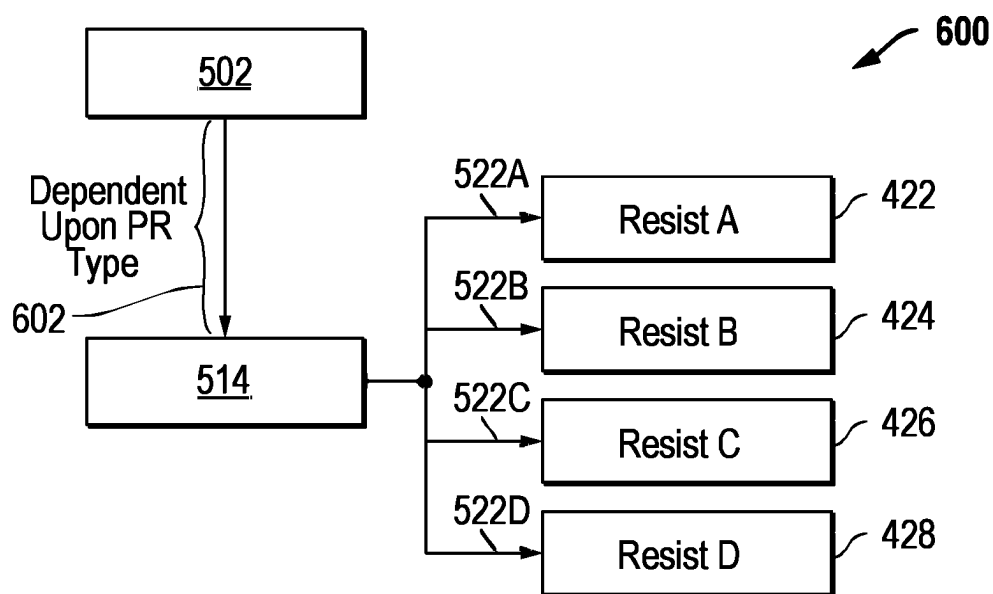 600
502
Dependent
Upon PR
Type
602
514
522A
Resist A
422
522B
Resist B
424
522C
Resist C
426
522D
Resist D
428